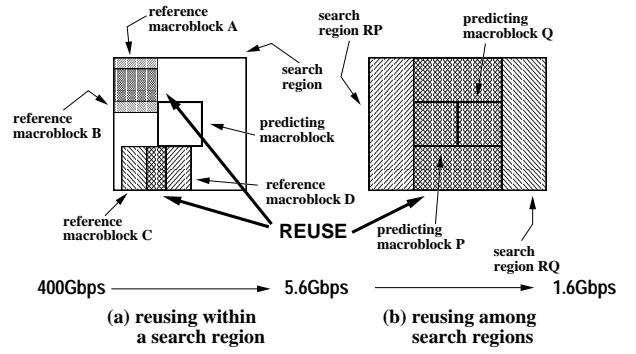 reference
macroblock A
search
region
reference
macroblock B
predicting
macroblock
reference
macroblock D
reference
macroblock C
search
region RP
predicting
macroblock Q
REUSE
predicting
macroblock P
search
region RQ
400Gbps
5.6Gbps
1.6Gbps
(a) reusing within
a search region
(b) reusing among
search regions